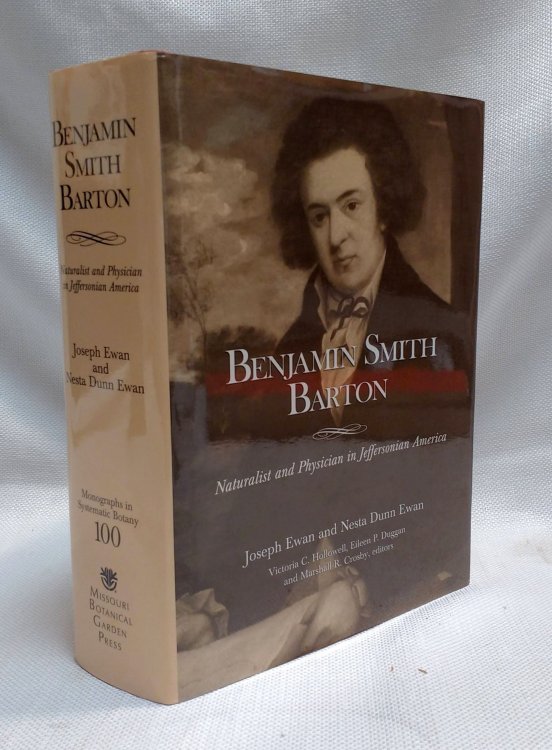 BENJAMIN
SMITH
BARTON
Naturalist and Physician
in Jeffersonian America
Joseph Ewan
and
Nesta Dunn Ewan
Monographs in
Systematic Botany
100
MISSOURI
BOTANICAL
GARDEN
PRESS
BENJAMIN SMITH
BARTON
Naturalist and Physician in Jeffersonian America
Joseph Ewan and Nesta Dunn Ewan
Victoria C. Hollowell, Eileen P. Duggan
and Marshall R. Crosby, editors